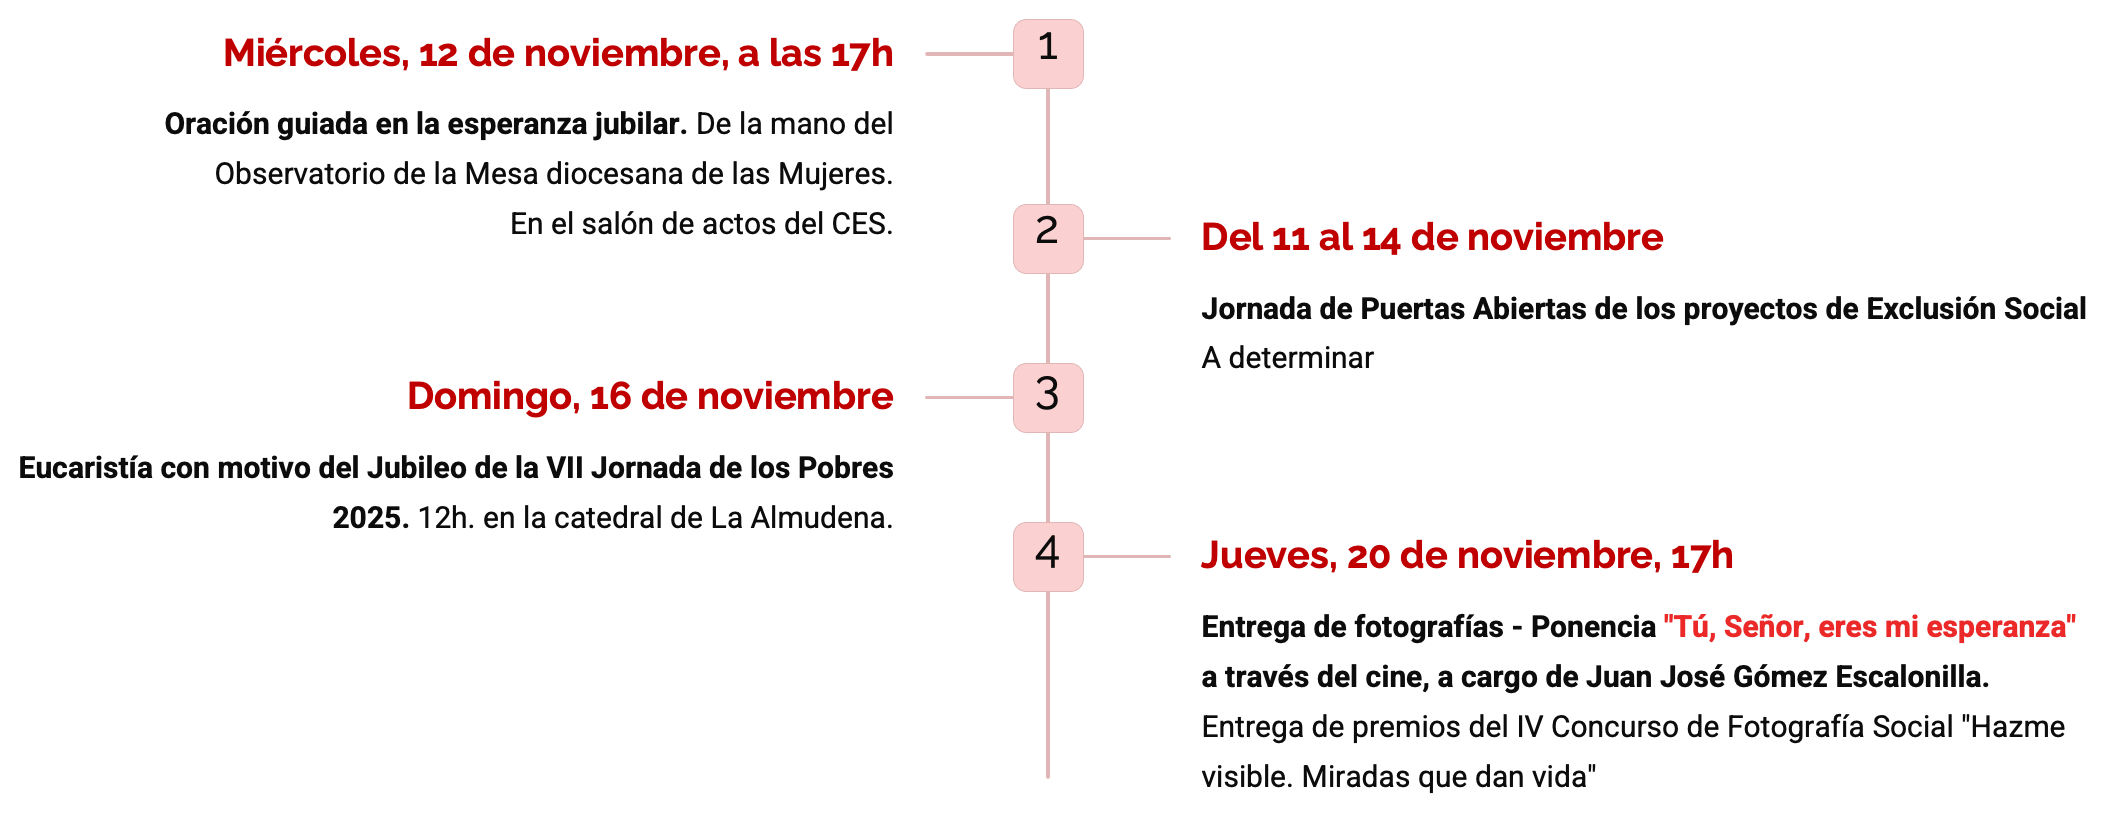 1
Miércoles, 12 de noviembre, a las 17h
Oración guiada en la esperanza jubilar. De la mano del
Observatorio de la Mesa diocesana de las Mujeres.
En el salón de actos del CES.
2
Del 11 al 14 de noviembre
Jornada de Puertas Abiertas de los proyectos de Exclusión Social
A determinar
3
Domingo, 16 de noviembre
Eucaristía con motivo del Jubileo de la VII Jornada de los Pobres
2025. 12h. en la catedral de La Almudena.
4
Jueves, 20 de noviembre, 17h
Entrega de fotografías - Ponencia "Tú, Señor, eres mi esperanza"
a través del cine, a cargo de Juan José Gómez Escalonilla.
Entrega de premios del IV Concurso de Fotografía Social "Hazme
visible. Miradas que dan vida"